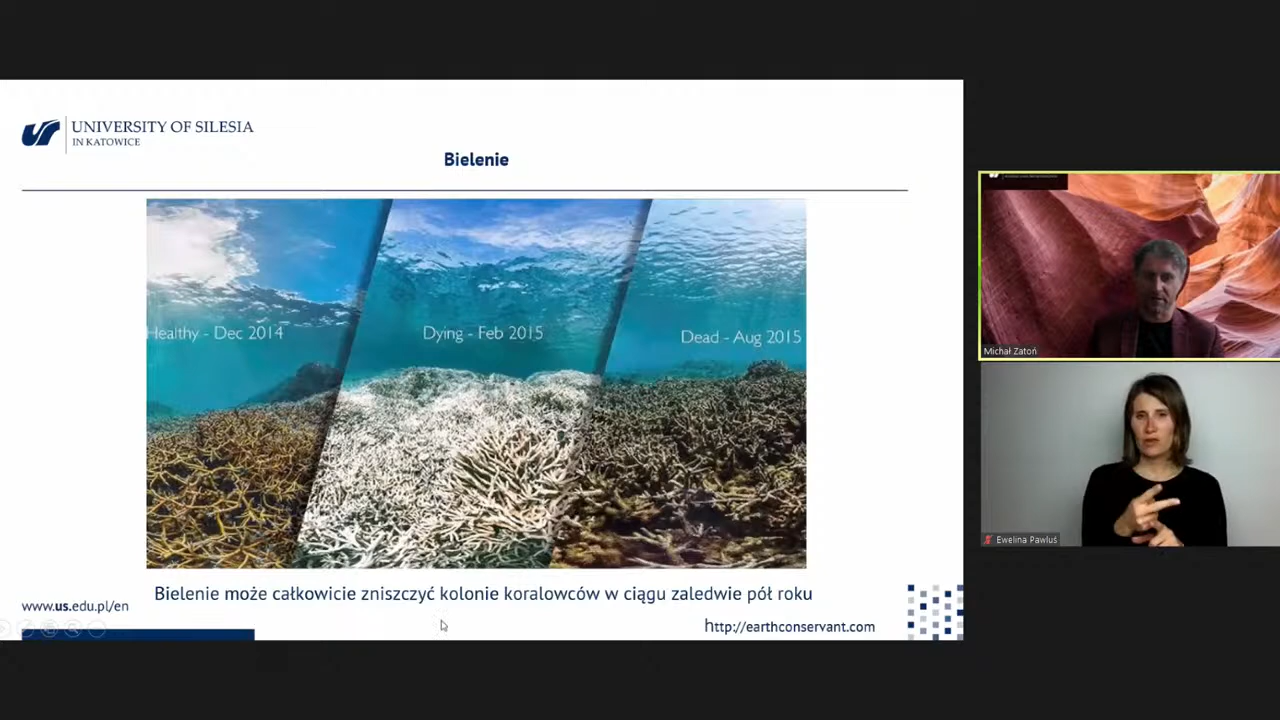 UNIVERSITY OF SILESIA
IN KATOWICE
Bielenie
Healthy - Dec 2014
Dying - Feb 2015
Dead - Aug 2015
Bielenie może całkowicie zniszczyć kolonie koralowców w ciągu zaledwie pół roku
www.us.edu.pl/en
http://earthconservant.com
Michał Zatoń
Ewelina Pawluś